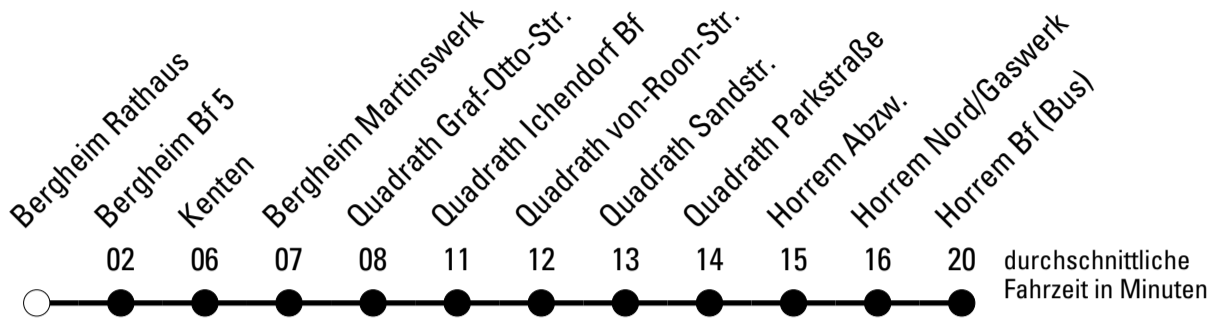 Bergheim Rathaus
Bergheim Bf 5
Kenten
Bergheim Martinswerk
Quadrath Graf-Otto-Str.
Quadrath Ichendorf Bf
Quadrath von-Roon-Str.
Quadrath Sandstr.
Quadrath Parkstraße
Horrem Abzw.
Horrem Nord/Gaswerk
Horrem Bf (Bus)
02 06 07 08 11 12 13 14 15 16 20
durchschnittliche
Fahrzeit in Minuten